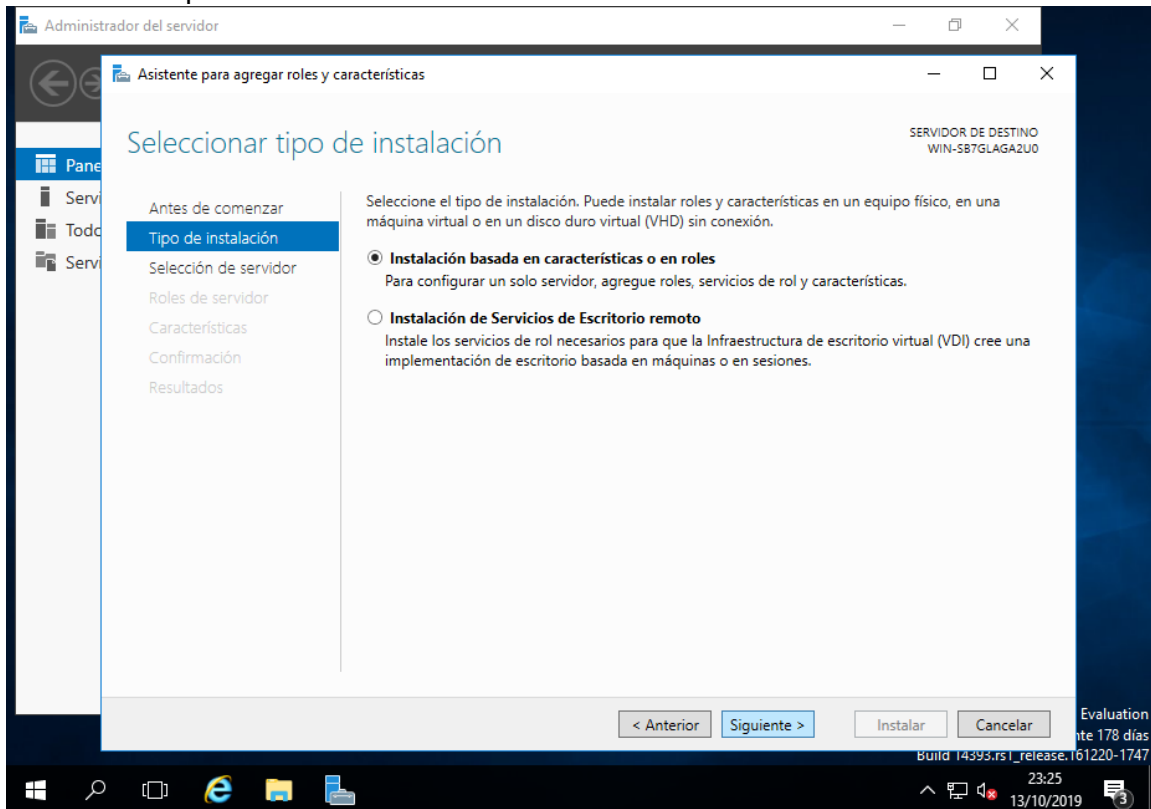 Administrador del servidor
Asistente para agregar roles y características
Seleccionar tipo de instalación
SERVIDOR DE DESTINO
WIN-SB7GLAGA2U0
Pane
Servi
Todo
Servi
Antes de comenzar
Tipo de instalación
Selección de servidor
Roles de servidor
Características
Confirmación
Resultados
Seleccione el tipo de instalación. Puede instalar roles y características en un equipo físico, en una
máquina virtual o en un disco duro virtual (VHD) sin conexión.
Instalación basada en características o en roles
Para configurar un solo servidor, agregue roles, servicios de rol y características.
Instalación de Servicios de Escritorio remoto
Instale los servicios de rol necesarios para que la Infraestructura de escritorio virtual (VDI) cree una
implementación de escritorio basada en máquinas o en sesiones.
< Anterior
Siguiente >
Instalar
Cancelar
Evaluation
nte 178 días
Build 14393.rs1_release.161220-1747
23:25
13/10/2019
3